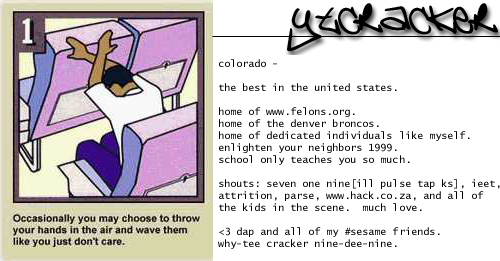 ytcracker
1
colorado -
the best in the united states.
home of www.felons.org.
home of the denver broncos.
home of dedicated individuals like myself.
enlighten your neighbors 1999.
school only teaches you so much.
shouts: seven one nine[ill pulse tap ks], ieet,
attrition, parse, www.hack.co.za, and all of
the kids in the scene.  much love.
<3 dap and all of my #sesame friends.
why-tee cracker nine-dee-nine.
Occasionally you may choose to throw
your hands in the air and wave them
like you just don't care.